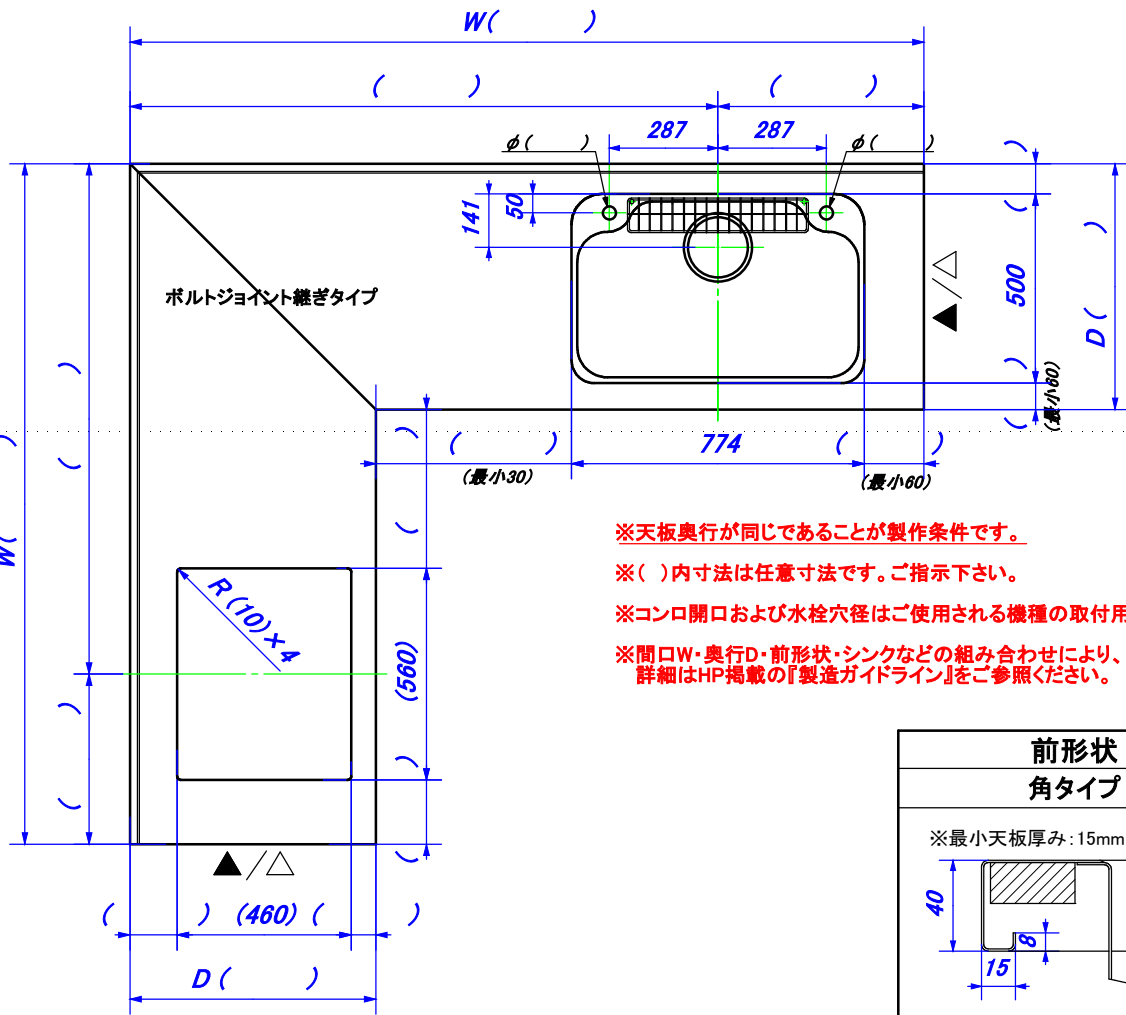 W( )
( )
( )
φ( )
287
287
φ( )
( )
141
50
( )
500
D( )
ボルトジョイント継ぎタイプ
( )
( )
(最小60)
( )
( )
( )
774
( )
(最小30)
(最小60)
( )
W( )
( )
※天板奥行が同じであることが製作条件です。
※( )内寸法は任意寸法です。ご指示下さい。
※コンロ開口および水栓穴径はご使用される機種の取付用
※間口W・奥行D・前形状・シンクなどの組み合わせにより、
詳細はHP掲載の『製造ガイドライン』をご参照ください。
R(10)×4
(560)
( )
( )
前形状
角タイプ
※最小天板厚み：15mm
40
8
15
▲/△
▲/△
( )
(460)
( )
D( )